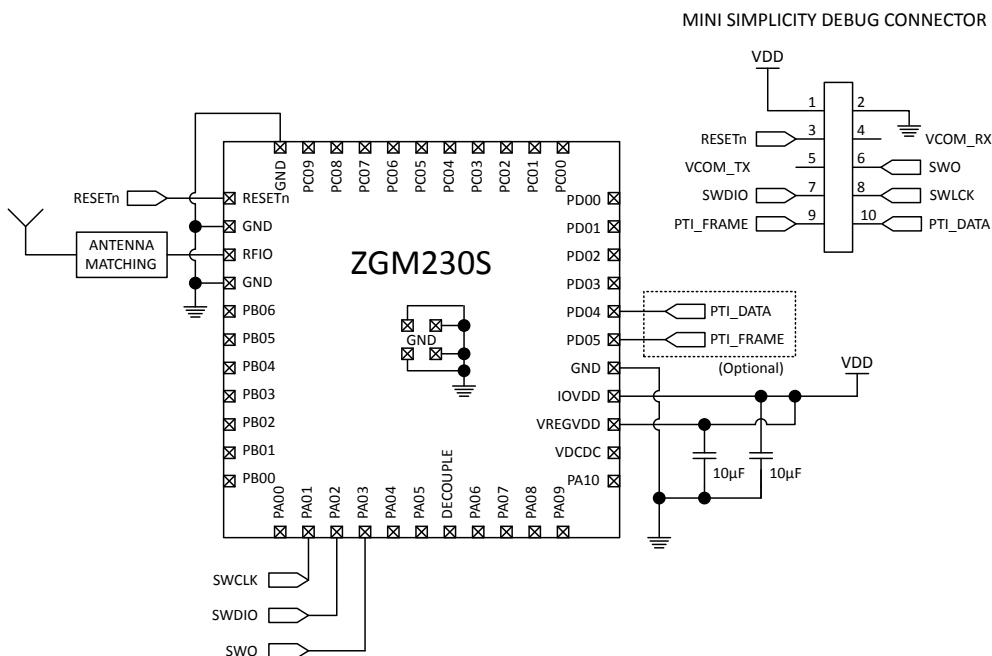 MINI SIMPLICITY DEBUG CONNECTOR
VDD
1
2
RESETn
3
4
VCOM_RX
VCOM_TX
5
6
SWO
SWDIO
7
8
SWLCK
PTI_FRAME
9
10
PTI_DATA
GND
PC09
PC08
PC07
PC06
PC05
PC04
PC03
PC02
PC01
PC00
RESETn
RESETn
GND
ANTENNA
MATCHING
RFIO
GND
PB06
PB05
PB04
PB03
PB02
PB01
PB00
ZGM230S
GND
PD00
PD01
PD02
PD03
PD04
PTI_DATA
PD05
PTI_FRAME
(Optional)
GND
VDD
IOVDD
VREGVDD
VDCDC
10µF
10µF
PA10
PA00
PA01
PA02
PA03
PA04
PA05
DECOUPLE
PA06
PA07
PA08
PA09
SWCLK
SWDIO
SWO